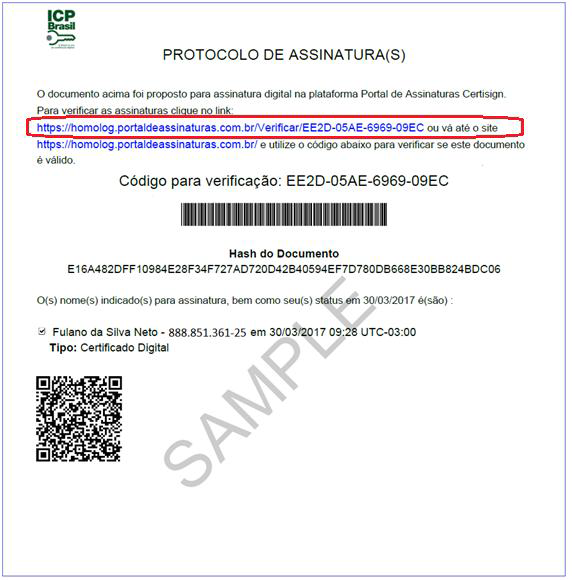 ICP
Brasil
PROTOCOLO DE ASSINATURA(S)
O documento acima foi proposto para assinatura digital na plataforma Portal de Assinaturas Certisign.
Para verificar as assinaturas clique no link:
https://homolog.portaldeassinaturas.com.br/Verificar/EE2D-05AE-6969-09EC ou vá até o site
https://homolog.portaldeassinaturas.com.br/ e utilize o código abaixo para verificar se este documento
é válido.
Código para verificação: EE2D-05AE-6969-09EC
Hash do Documento
E16A482DFF10984E28F34F727AD720D42B40594EF7D780DB668E30BB824BDC06
O(s) nome(s) indicado(s) para assinatura, bem como seu(s) status em 30/03/2017 é(são) :
Fulano da Silva Neto - 888.851.361-25 em 30/03/2017 09:28 UTC-03:00
Tipo: Certificado Digital
SAMPLE